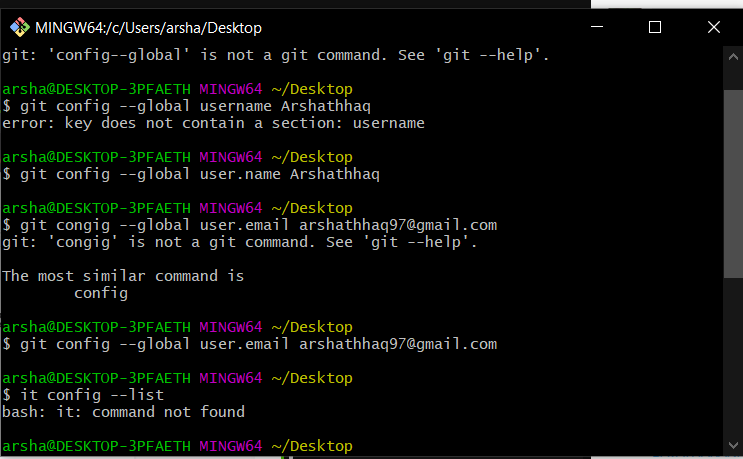 MINGW64:/c/Users/arsha/Desktop
git: 'config--global' is not a git command. See 'git --help'.
arsha@DESKTOP-3PFAETH MINGW64 ~/Desktop
$ git config --global username Arshathhaq
error: key does not contain a section: username
arsha@DESKTOP-3PFAETH MINGW64 ~/Desktop
$ git config --global user.name Arshathhaq
arsha@DESKTOP-3PFAETH MINGW64 ~/Desktop
$ git congig --global user.email arshathhaq97@gmail.com
git: 'congig' is not a git command. See 'git --help'.
The most similar command is
config
arsha@DESKTOP-3PFAETH MINGW64 ~/Desktop
$ git config --global user.email arshathhaq97@gmail.com
arsha@DESKTOP-3PFAETH MINGW64 ~/Desktop
$ it config --list
bash: it: command not found
arsha@DESKTOP-3PFAETH MINGW64 ~/Desktop